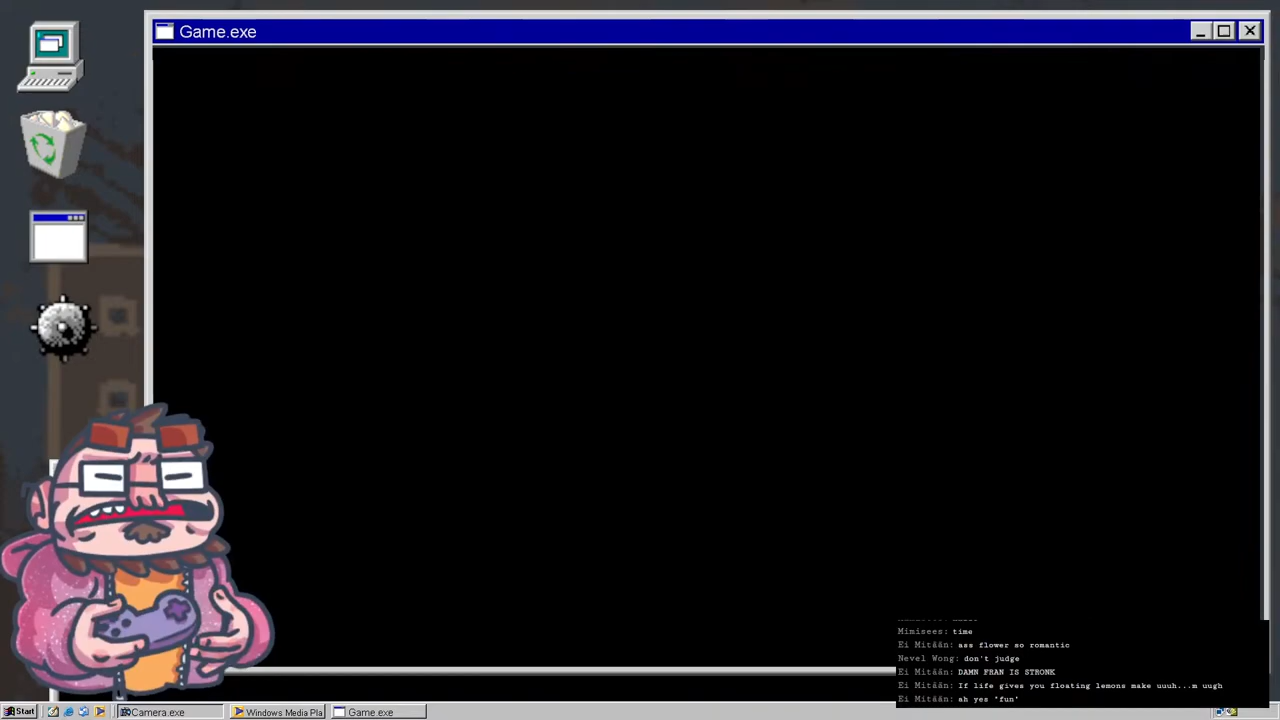 Game.exe
Mimisees: time
Ei Mitään: ass flower so romantic
Nevel Wong: don't judge
Ei Mitään: DAMN FRAN IS STRONK
Ei Mitään: If life gives you floating lemons make uuuh...m uugh
Ei Mitään: ah yes "fun"
Start
Camera.exe
Windows Media Pla
Game.exe